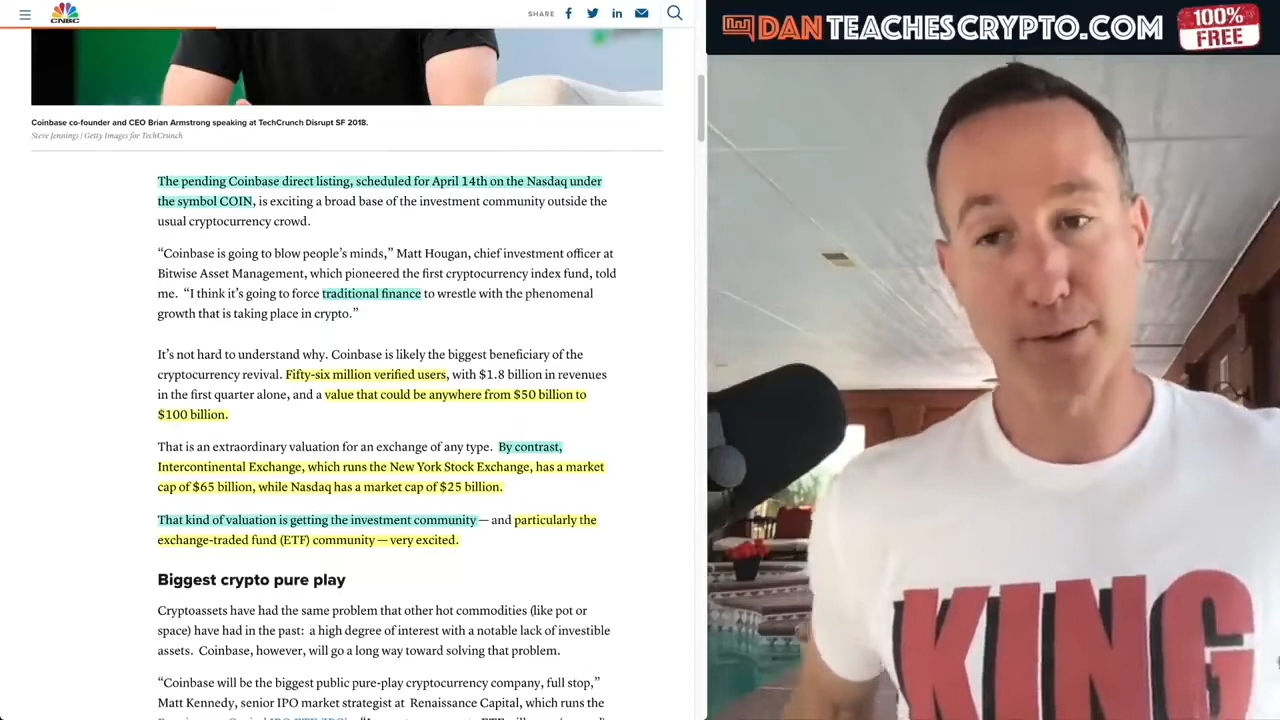 CNBC
SHARE
DANTEACHESCRYPTO.COM
100%
FREE
Coinbase co-founder and CEO Brian Armstrong speaking at TechCrunch Disrupt SF 2018.
Steve Jennings | Getty Images for TechCrunch
The pending Coinbase direct listing, scheduled for April 14th on the Nasdaq under
the symbol COIN, is exciting a broad base of the investment community outside the
usual cryptocurrency crowd.
“Coinbase is going to blow people’s minds,” Matt Hougan, chief investment officer at
Bitwise Asset Management, which pioneered the first cryptocurrency index fund, told
me. “I think it’s going to force traditional finance to wrestle with the phenomenal
growth that is taking place in crypto.”
It’s not hard to understand why. Coinbase is likely the biggest beneficiary of the
cryptocurrency revival. Fifty-six million verified users, with $1.8 billion in revenues
in the first quarter alone, and a value that could be anywhere from $50 billion to
$100 billion.
That is an extraordinary valuation for an exchange of any type. By contrast,
Intercontinental Exchange, which runs the New York Stock Exchange, has a market
cap of $65 billion, while Nasdaq has a market cap of $25 billion.
That kind of valuation is getting the investment community — and particularly the
exchange-traded fund (ETF) community — very excited.
Biggest crypto pure play
Cryptoassets have had the same problem that other hot commodities (like pot or
space) have had in the past: a high degree of interest with a notable lack of investible
assets. Coinbase, however, will go a long way toward solving that problem.
“Coinbase will be the biggest public pure-play cryptocurrency company, full stop,”
Matt Kennedy, senior IPO market strategist at Renaissance Capital, which runs the
KING